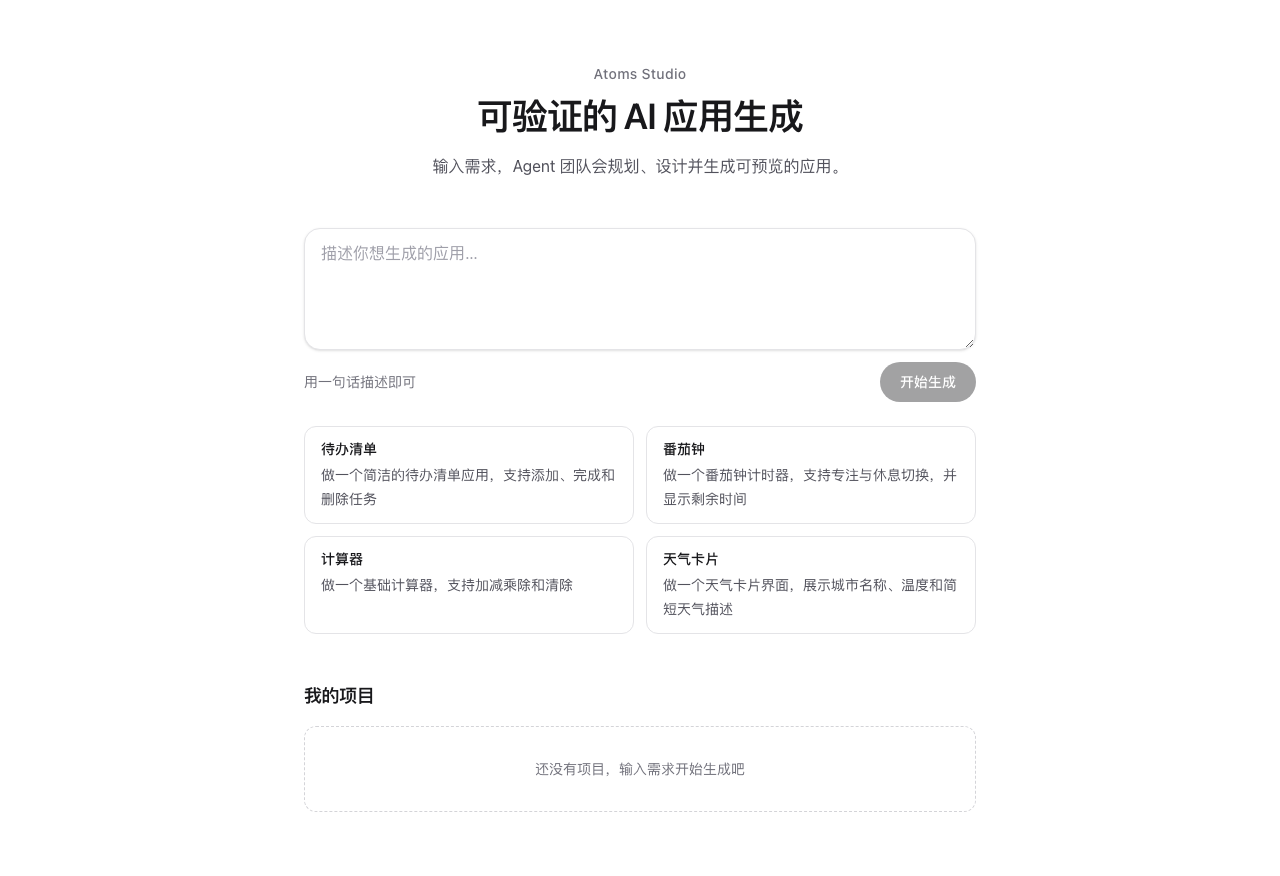 Atoms Studio
可验证的 AI 应用生成
输入需求，Agent 团队会规划、设计并生成可预览的应用。
描述你想生成的应用...
用一句话描述即可
开始生成
待办清单
做一个简洁的待办清单应用，支持添加、完成和
删除任务
番茄钟
做一个番茄钟计时器，支持专注与休息切换，并
显示剩余时间
计算器
做一个基础计算器，支持加减乘除和清除
天气卡片
做一个天气卡片界面，展示城市名称、温度和简
短天气描述
我的项目
还没有项目，输入需求开始生成吧